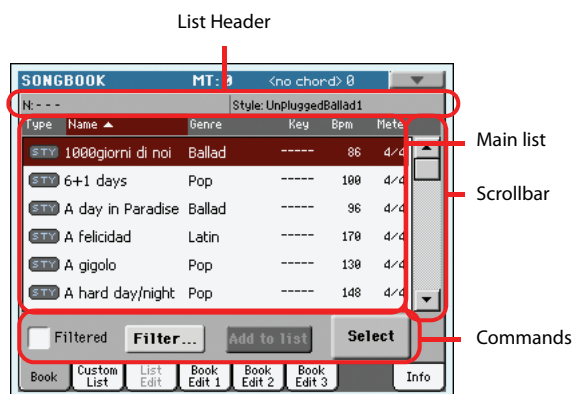 List Header
SONGBOOK MT: 0 <no chord> 0
N: - - - Style: UnpluggedBallad1
Type Name Genre Key Bpm Mete
STY 1000giorni di noi Ballad ----- 86 4/4
STY 6+1 days Pop ----- 100 4/4
STY A day in Paradise Ballad ----- 96 4/4
STY A felicidad Latin ----- 170 4/4
STY A gigolo Pop ----- 130 4/4
STY A hard day/night Pop ----- 148 4/4
Main list
Scrollbar
Filtered Filter... Add to list Select
Commands
Book Custom List List Edit Book Edit 1 Book Edit 2 Book Edit 3 Info